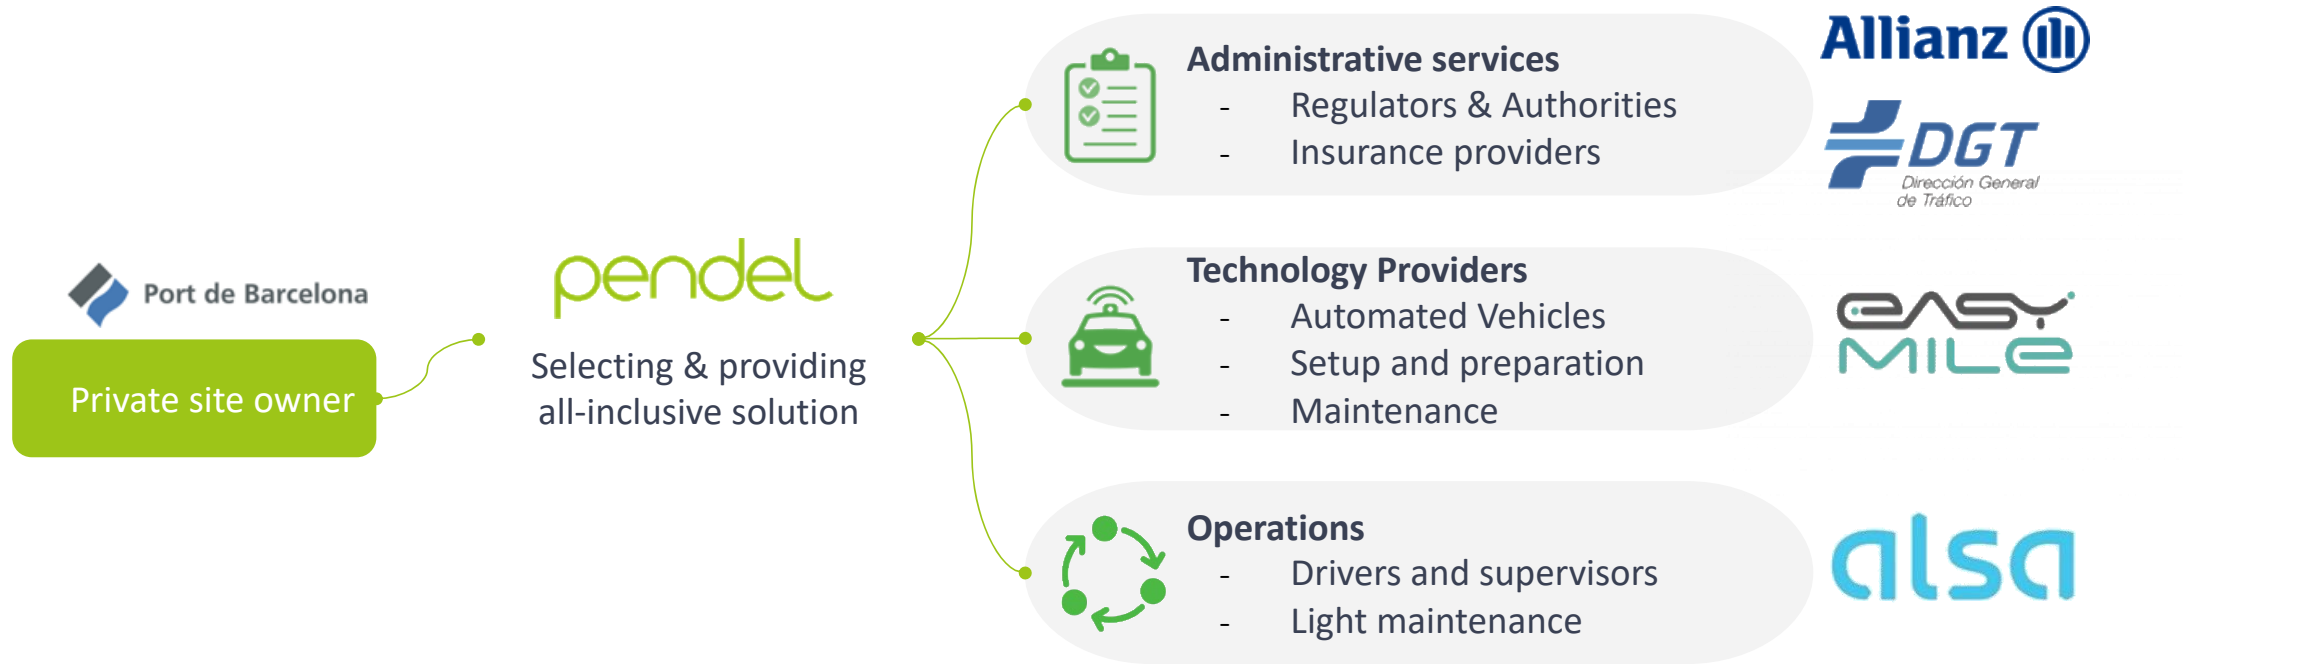 Port de Barcelona
Private site owner
pendel
Selecting & providing
all-inclusive solution
Administrative services
- Regulators & Authorities
- Insurance providers
Allianz
DGT
Dirección General
de Tráfico
Technology Providers
- Automated Vehicles
- Setup and preparation
- Maintenance
EASY
MILE
Operations
- Drivers and supervisors
- Light maintenance
alsa